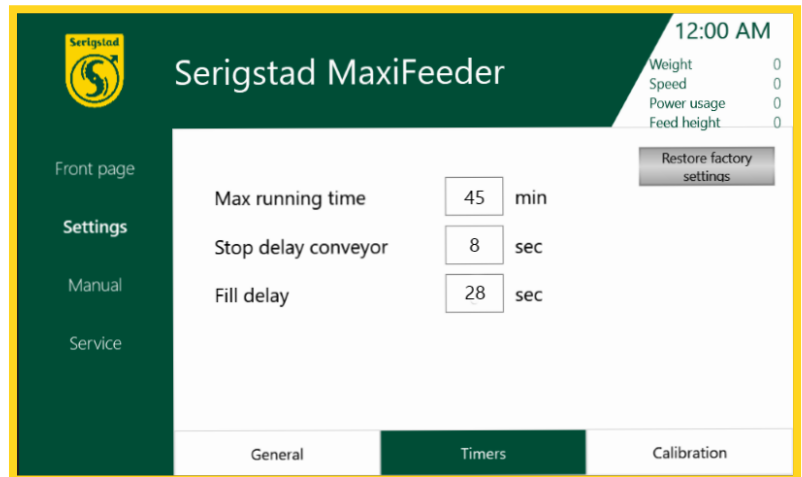 Serigstad
Serigstad MaxiFeeder
12:00 AM
Weight 0
Speed 0
Power usage 0
Feed height 0
Front page
Settings
Manual
Service
Restore factory
settings
Max running time 45 min
Stop delay conveyor 8 sec
Fill delay 28 sec
General Timers Calibration